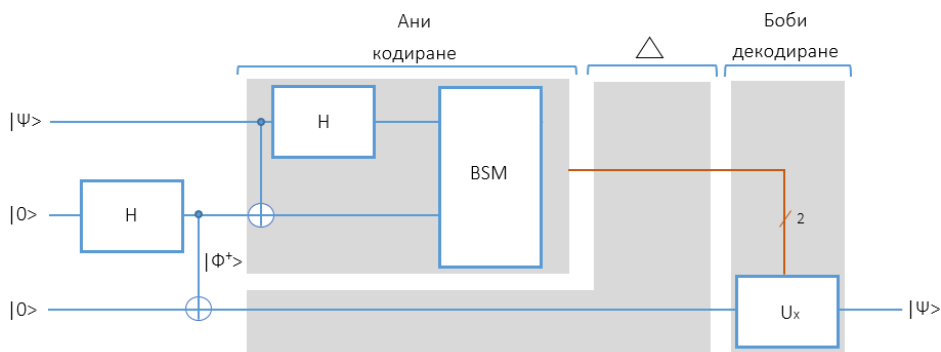 Ани
кодиране
△
Боби
декодиране
|Ψ>
H
BSM
|0>
H
2
|Φ⁺>
|0>
Uₓ
|Ψ>